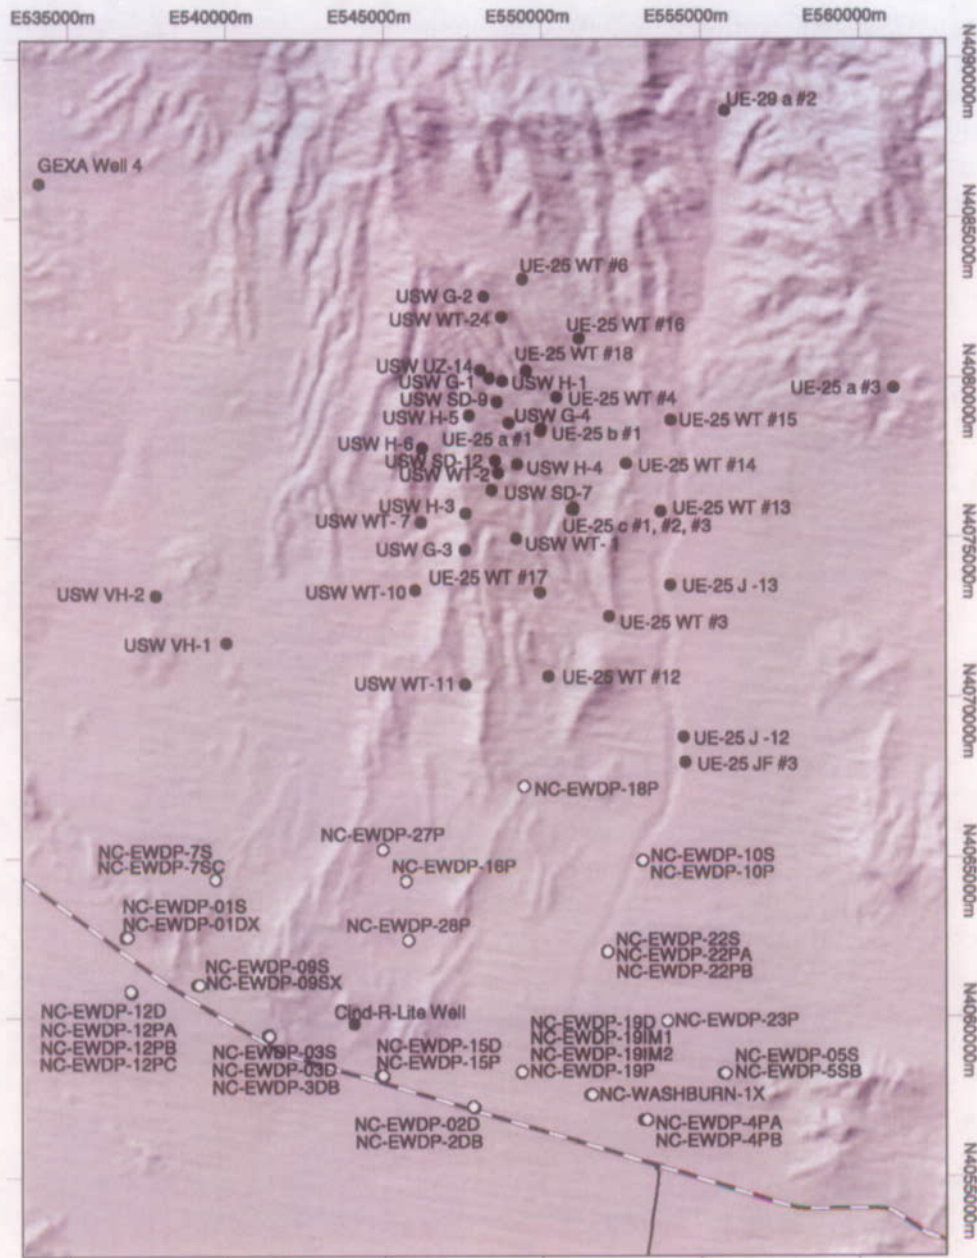 E535000m
E540000m
E545000m
E550000m
E555000m
E560000m
N4090000m
UE-29 a #2
GEXA Well 4
N4085000m
UE-25 WT #6
USW G-2
USW WT-24
UE-25 WT #16
UE-25 WT #18
USW UZ-14
USW G-1
USW H-1
N4080000m
UE-25 a #3
USW SD-9
UE-25 WT #4
USW H-5
USW G-4
UE-25 WT #15
UE-25 a #1
UE-25 b #1
USW H-6
USW SD-12
USW H-4
UE-25 WT #14
USW WT-2
USW SD-7
USW H-3
UE-25 WT #13
USW WT- 7
UE-25 c #1, #2, #3
USW WT- 1
N4075000m
USW G-3
UE-25 WT #17
UE-25 J -13
USW VH-2
USW WT-10
UE-25 WT #3
USW VH-1
UE-25 WT #12
USW WT-11
N4070000m
UE-25 J -12
UE-25 JF #3
NC-EWDP-18P
NC-EWDP-27P
NC-EWDP-7S
NC-EWDP-7SC
NC-EWDP-16P
NC-EWDP-10S
NC-EWDP-10P
N4065000m
NC-EWDP-01S
NC-EWDP-01DX
NC-EWDP-28P
NC-EWDP-22S
NC-EWDP-22PA
NC-EWDP-22PB
NC-EWDP-09S
NC-EWDP-09SX
NC-EWDP-12D
NC-EWDP-12PA
NC-EWDP-12PB
NC-EWDP-12PC
Cind-R-Lite Well
NC-EWDP-19D
NC-EWDP-19IM1
NC-EWDP-19IM2
NC-EWDP-19P
NC-EWDP-23P
N4060000m
NC-EWDP-03S
NC-EWDP-03D
NC-EWDP-3DB
NC-EWDP-15D
NC-EWDP-15P
NC-EWDP-05S
NC-EWDP-5SB
NC-WASHBURN-1X
NC-EWDP-02D
NC-EWDP-2DB
NC-EWDP-4PA
NC-EWDP-4PB
N4055000m